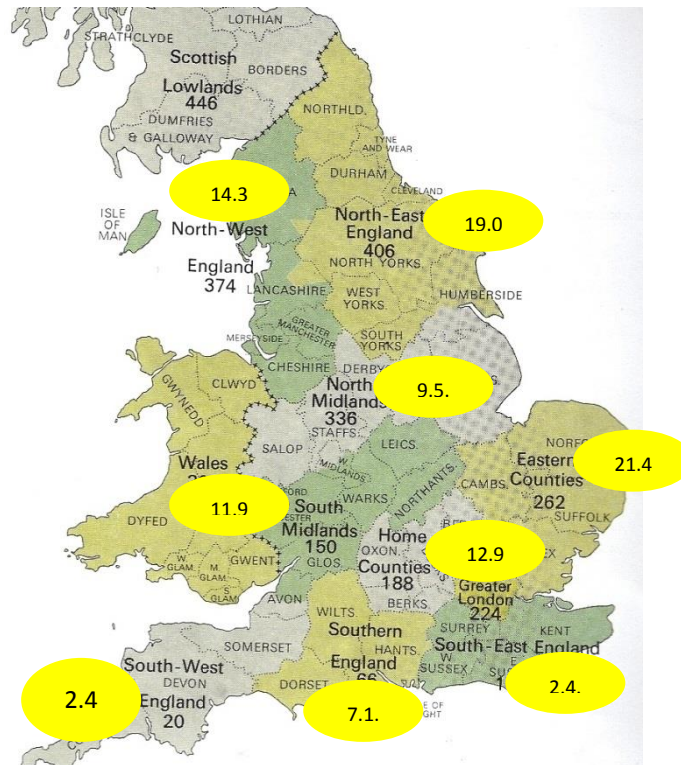 LOTHIAN
STRATHCLYDE
Scottish
BORDERS
Lowlands
446
NORTHLD.
DUMFRIES
& GALLOWAY
TYNE
AND WEAR
DURHAM
CLEVELAND
14.3
ISLE
OF
MAN
North-West
North-East
England
406
19.0
NORTH YORKS.
England
374
LANCASHIRE
WEST
YORKS.
HUMBERSIDE
GREATER
MANCHESTER
SOUTH
YORKS
MERSEYSIDE
CHESHIRE
DERBY
North
Midlands
336
9.5.
CLWYD
GWYNEDD
STAFFS.
SALOP
LEICS.
W.
MIDLANDS
Wales
11.9
DYFED
WARKS
NORTHANTS.
South
Midlands
150
CAMBS.
Eastern
Counties
262
21.4
SUFFOLK
GLOS
GWENT
W.
GLAM.
M.
GLAM.
S.
GLAM.
Home
OXON.
Counties
188
12.9
BERKS
AVON
WILTS
Greater
London
224
SURREY
KENT
Southern
England
HANTS.
South-East England
W.
SUSSEX
SOMERSET
South-West
DEVON
England
20
2.4
DORSET
7.1.
2.4.